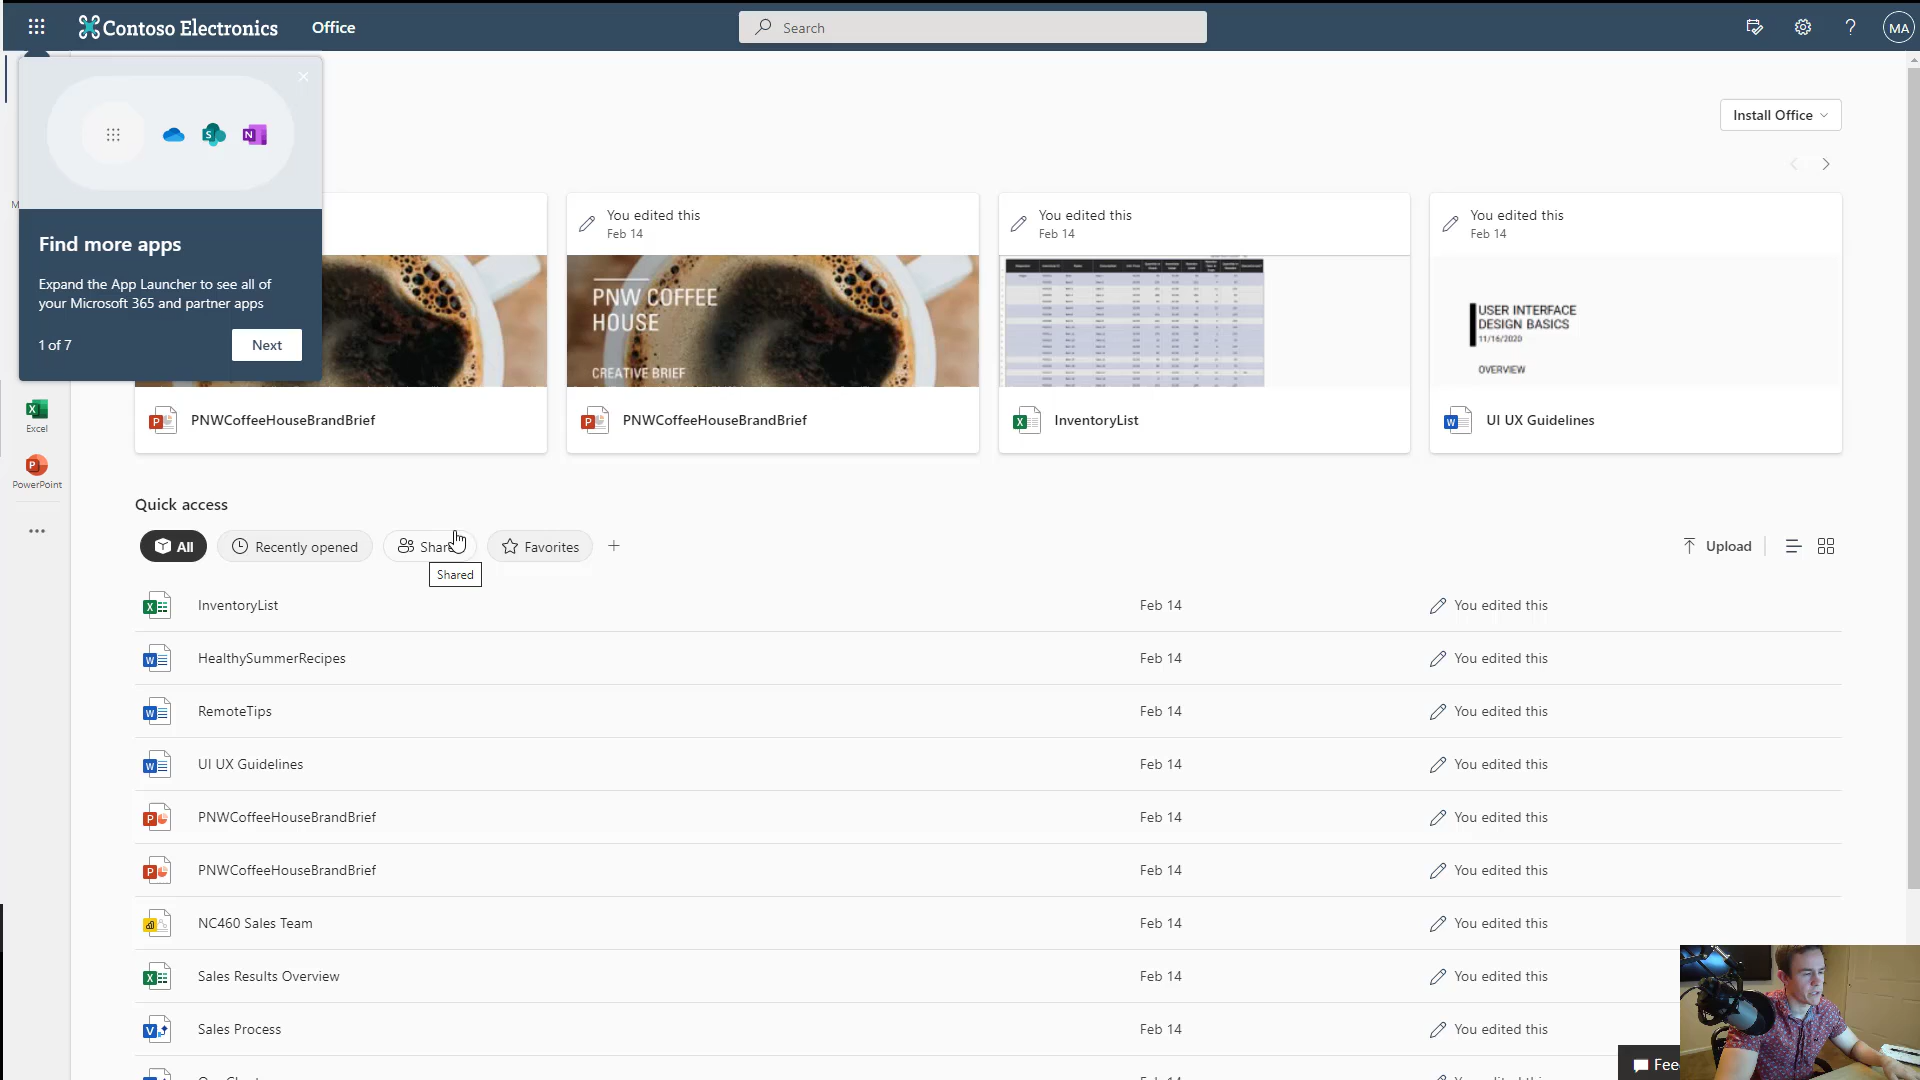 Contoso Electronics
Office
Search
MA
Install Office
Find more apps
Expand the App Launcher to see all of
your Microsoft 365 and partner apps
1 of 7
Next
You edited this
Feb 14
PNW COFFEE
HOUSE
CREATIVE BRIEF
You edited this
Feb 14
You edited this
Feb 14
USER INTERFACE
DESIGN BASICS
11/16/2020
OVERVIEW
PNWCoffeeHouseBrandBrief
PNWCoffeeHouseBrandBrief
InventoryList
UI UX Guidelines
Excel
PowerPoint
Quick access
All
Recently opened
Share
Favorites
Upload
Shared
InventoryList
Feb 14
You edited this
HealthySummerRecipes
Feb 14
You edited this
RemoteTips
Feb 14
You edited this
UI UX Guidelines
Feb 14
You edited this
PNWCoffeeHouseBrandBrief
Feb 14
You edited this
PNWCoffeeHouseBrandBrief
Feb 14
You edited this
NC460 Sales Team
Feb 14
You edited this
Sales Results Overview
Feb 14
You edited this
Sales Process
Feb 14
You edited this
Fee